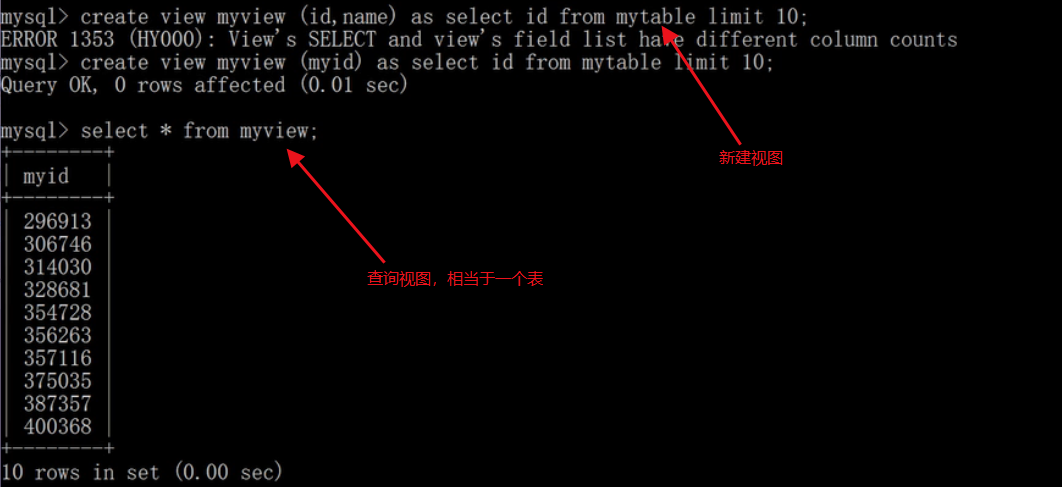 mysql> create view myview (id,name) as select id from mytable limit 10;
ERROR 1353 (HY000): View's SELECT and view's field list have different column counts
mysql> create view myview (myid) as select id from mytable limit 10;
Query OK, 0 rows affected (0.01 sec)
mysql> select * from myview;
+--------+
| myid   |
+--------+
| 296913 |
| 306746 |
| 314030 |
| 328681 |
| 354728 |
| 356263 |
| 357116 |
| 375035 |
| 387357 |
| 400368 |
+--------+
10 rows in set (0.00 sec)
新建视图
查询视图，相当于一个表